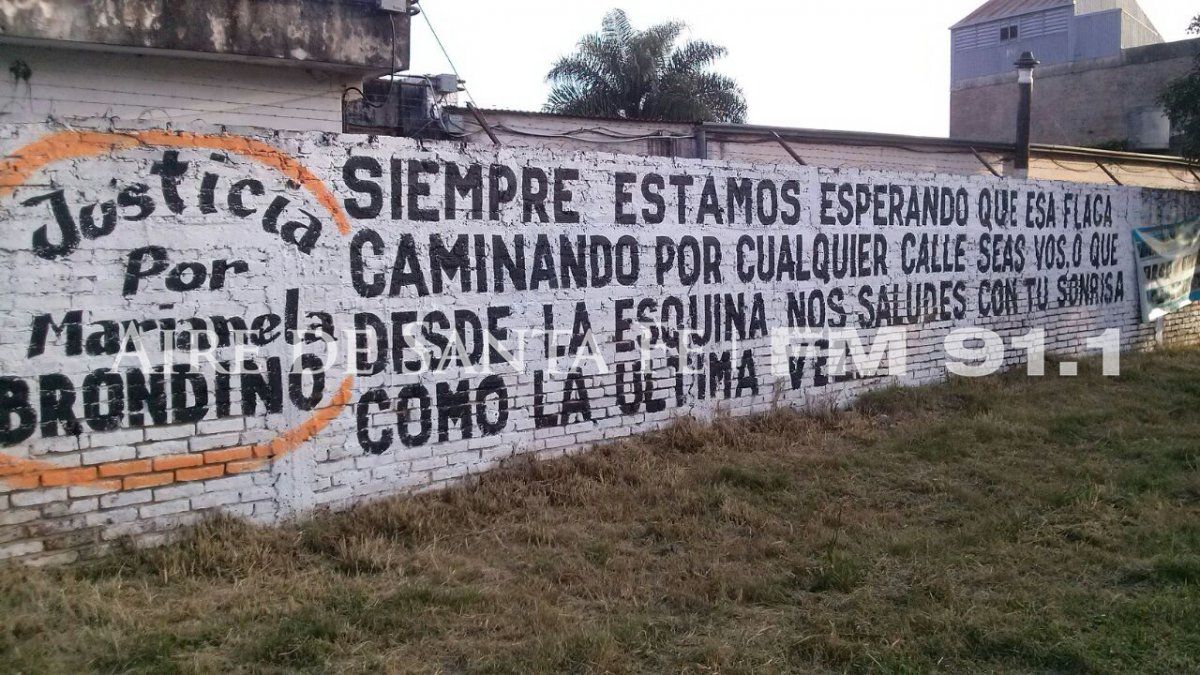 Justicia
Por
Marianela
BRONDINO
SIEMPRE ESTAMOS ESPERANDO QUE ESA FLACA
CAMINANDO POR CUALQUIER CALLE SEAS VOS.O QUE
DESDE LA ESQUINA NOS SALUDES CON TU SONRISA
COMO LA ULTIMA VEZ
AIRE DE SANTA FE | FM 91.1